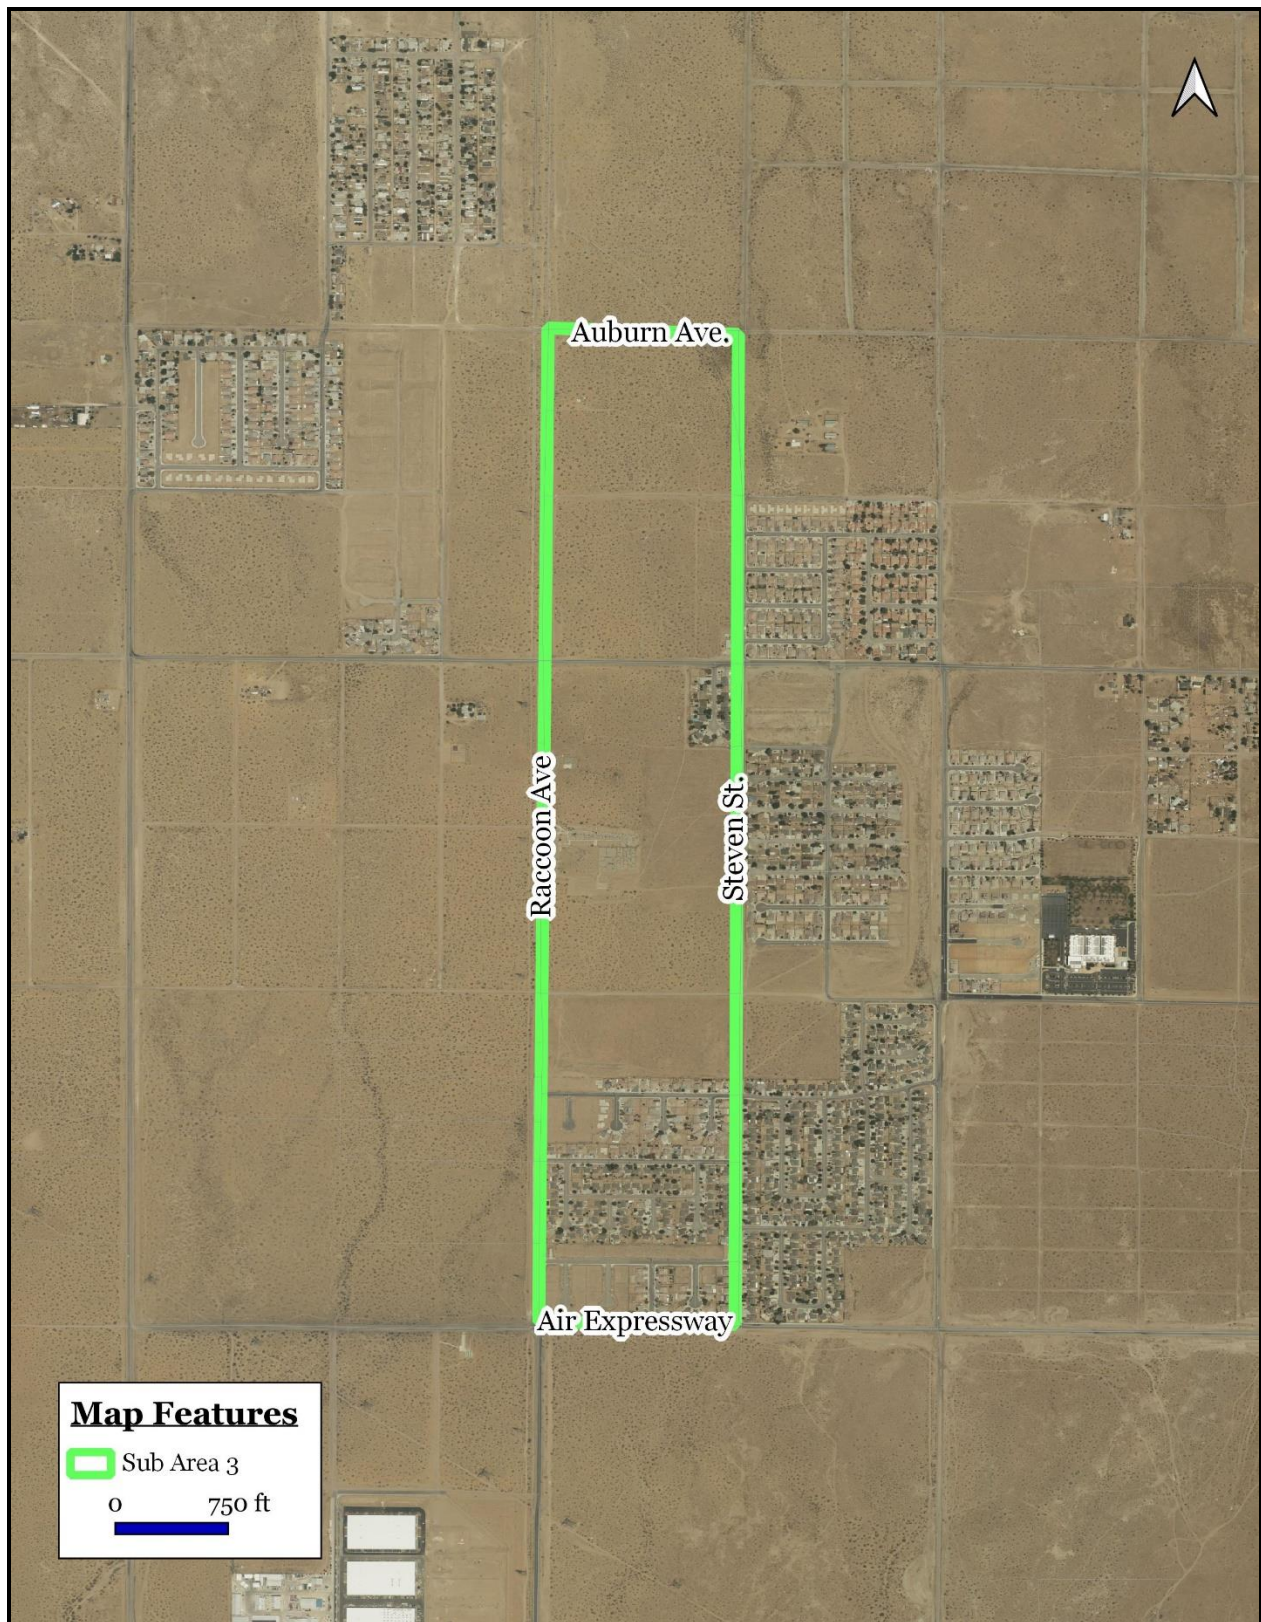 Auburn Ave.
Raccoon Ave
Steven St.
Air Expressway
Map Features
Sub Area 3
0 750 ft